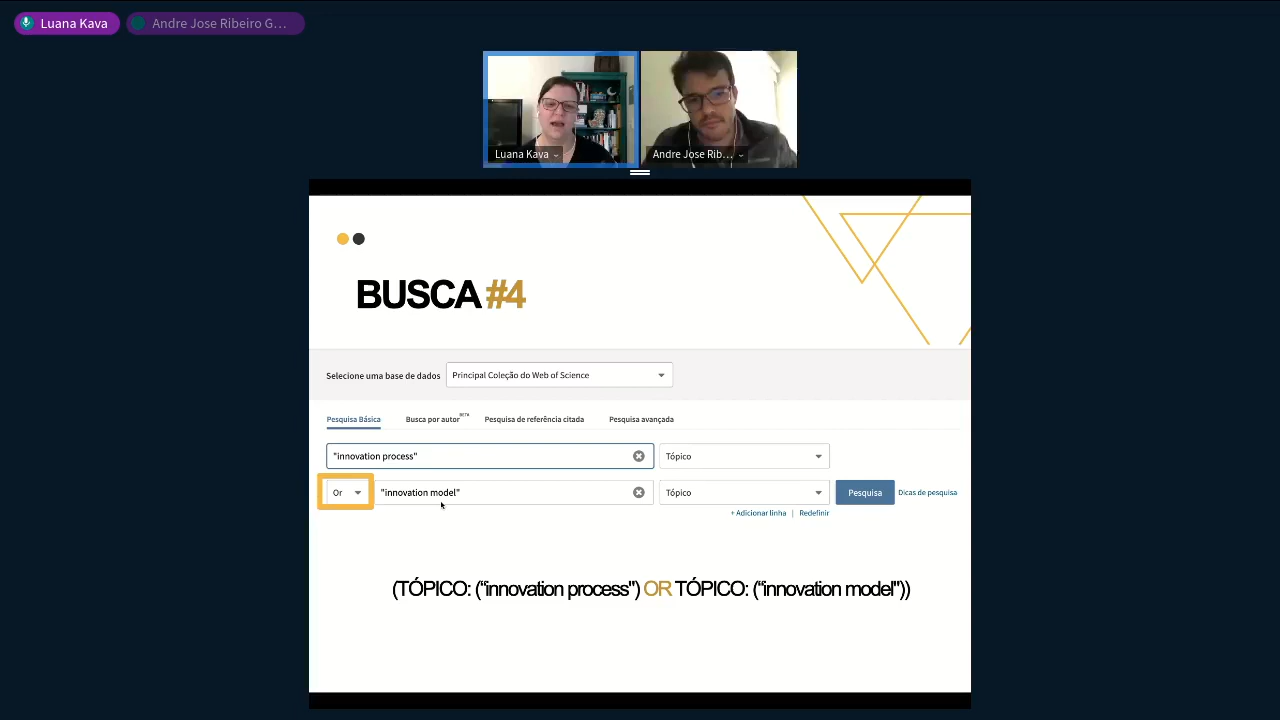 Luana Kava
Andre Jose Ribeiro G...
Luana Kava
Andre Jose Rib...
BUSCA #4
Selecione uma base de dados
Principal Coleção do Web of Science
Pesquisa Básica
Busca por autor BETA
Pesquisa de referência citada
Pesquisa avançada
"innovation process"
Tópico
Or
"innovation model"
Tópico
Pesquisa
Dicas de pesquisa
+ Adicionar linha | Redefinir
(TÓPICO: (“innovation process") OR TÓPICO: (“innovation model"))